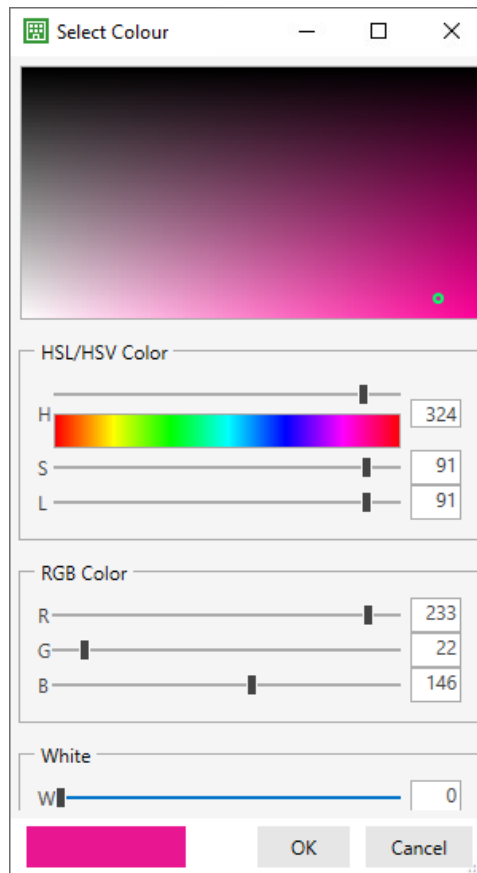 Select Colour
HSL/HSV Color
H 324
S 91
L 91
RGB Color
R 233
G 22
B 146
White
W 0
OK Cancel